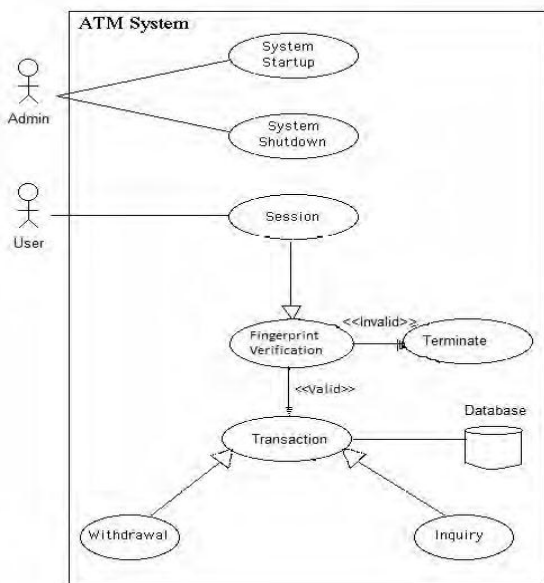 ATM System
System
Startup
Admin
System
Shutdown
Session
User
<<Invalid>>
Fingerprint
Verification
Terminate
<<Valid>>
Database
Transaction
Withdrawal
Inquiry